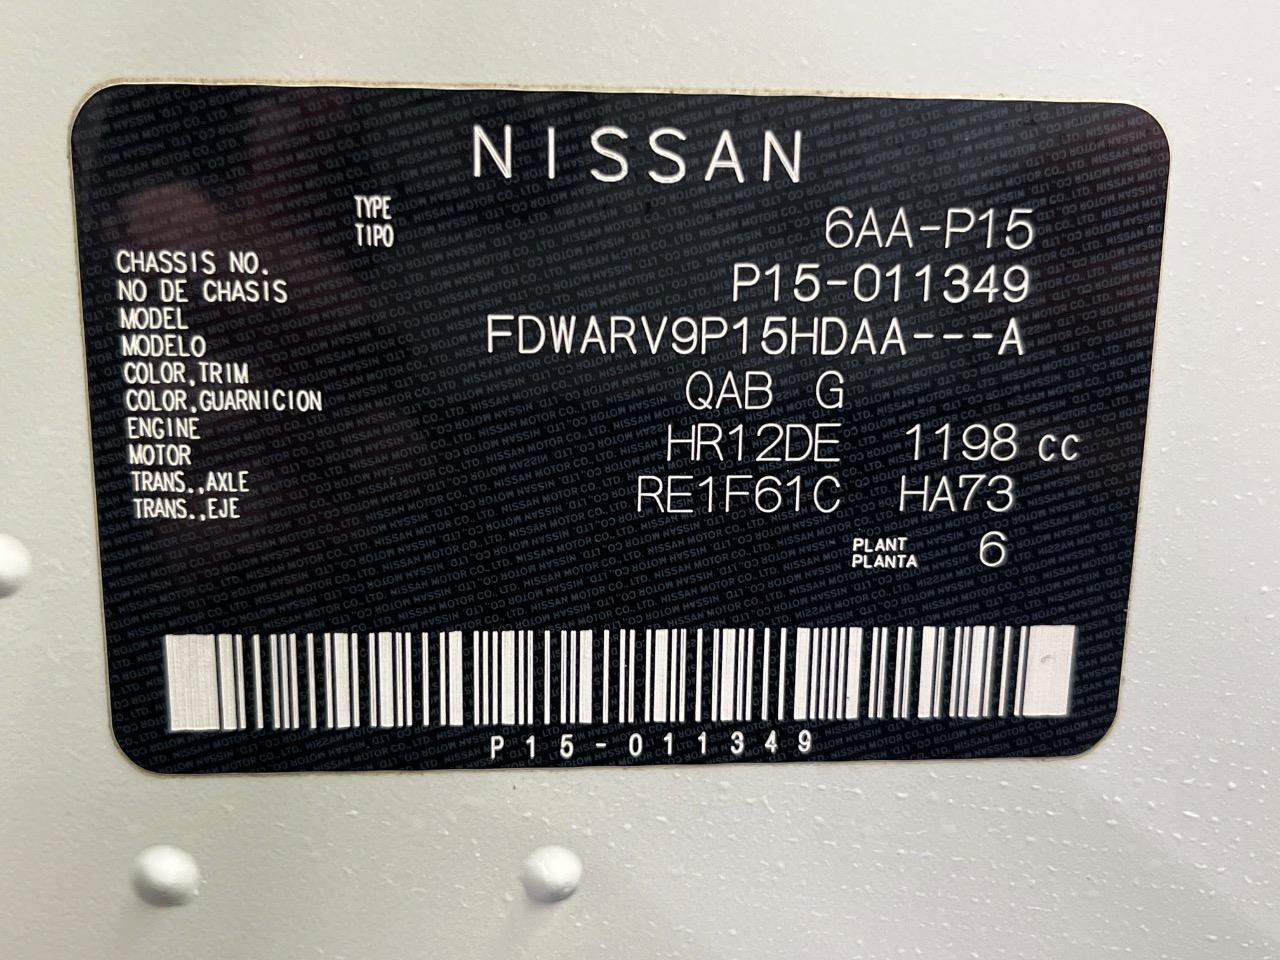 NISSAN
TYPE
TIPO
6AA-P15
CHASSIS NO.
NO DE CHASIS
P15-011349
MODEL
MODELO
FDWARV9P15HDAA---A
COLOR,TRIM
COLOR,GUARNICION
QAB G
ENGINE
MOTOR
HR12DE 1198 cc
TRANS.,AXLE
TRANS.,EJE
RE1F61C HA73
PLANT
PLANTA
6
P15-011349